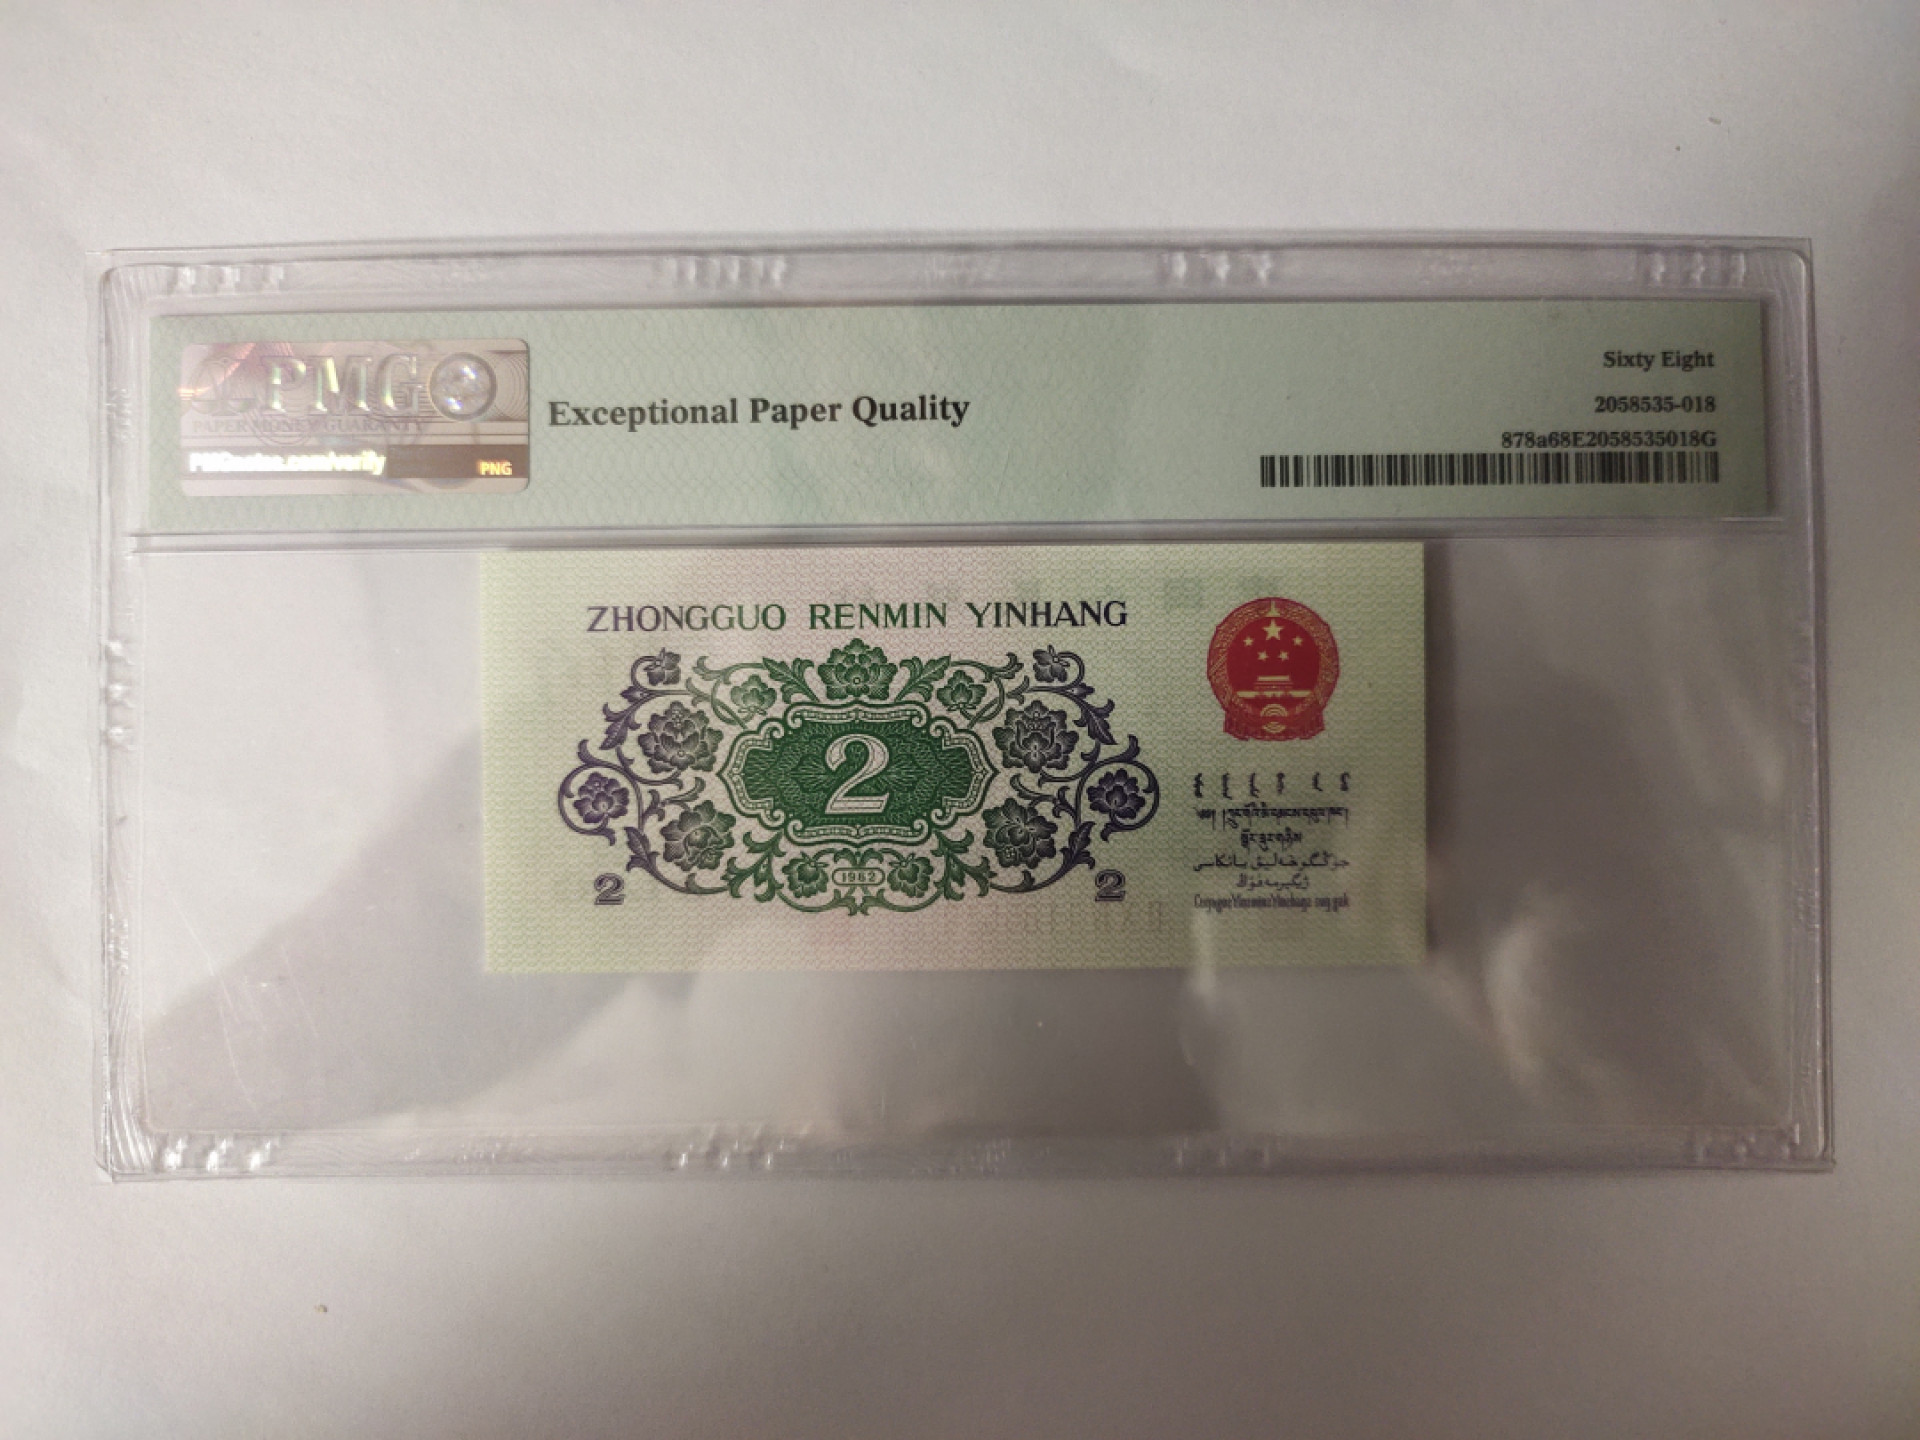 PMG
PAPER MONEY GUARANTY
PMGnotes.com/verify
PNG
Exceptional Paper Quality
Sixty Eight
2058535-018
878a68E2058535018G
ZHONGGUO RENMIN YINHANG
2
1962
2
2